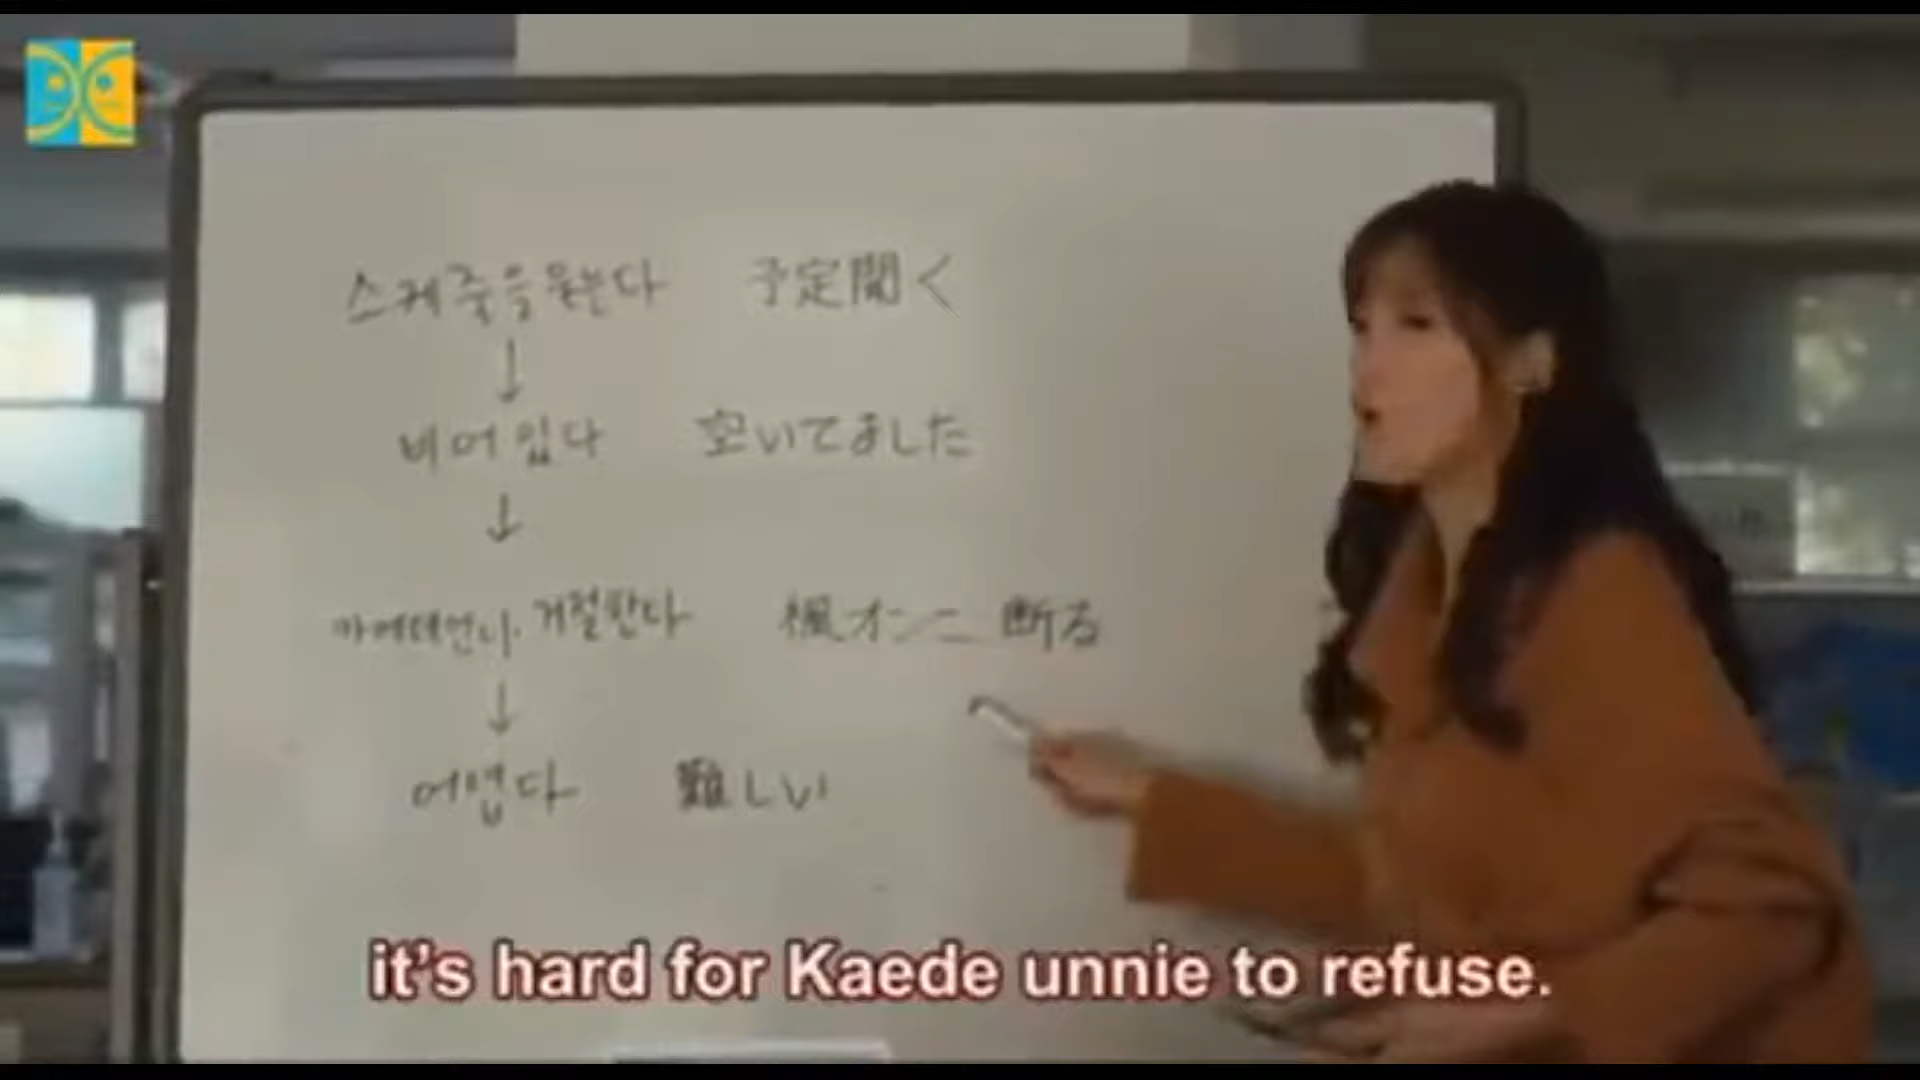 스케줄을 묻는다 予定聞く
↓
비어 있다 空いてました
↓
카에데언니 거절한다 楓オンニ 断る
↓
어렵다 難しい
it's hard for Kaede unnie to refuse.